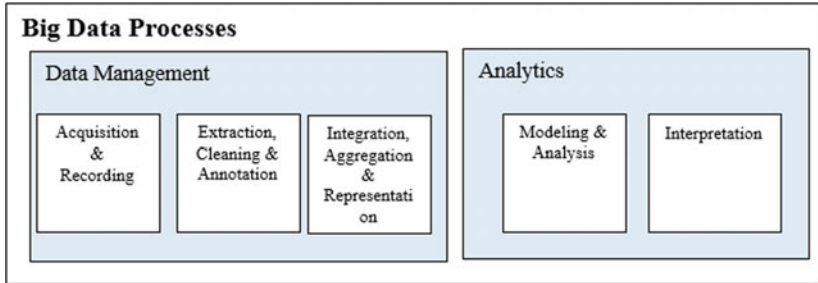 Big Data Processes
Data Management
Acquisition
&
Recording
Extraction,
Cleaning &
Annotation
Integration,
Aggregation
&
Representati
on
Analytics
Modeling &
Analysis
Interpretation